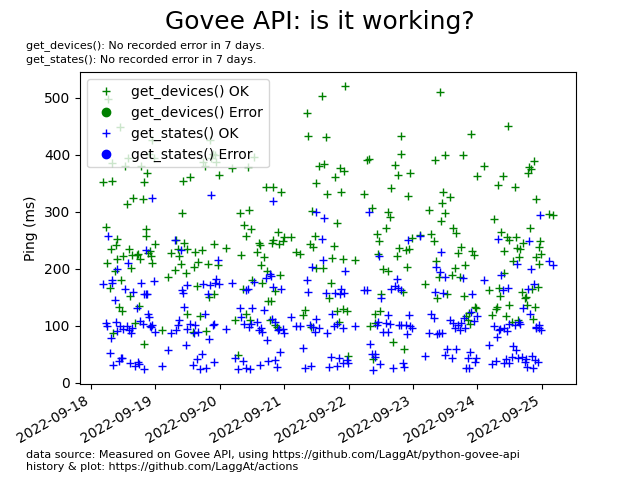 Govee API: is it working?
get_devices(): No recorded error in 7 days.
get_states(): No recorded error in 7 days.
get_devices() OK
get_devices() Error
get_states() OK
get_states() Error
Ping (ms)
500
400
300
200
100
0
2022-09-18
2022-09-19
2022-09-20
2022-09-21
2022-09-22
2022-09-23
2022-09-24
2022-09-25
data source: Measured on Govee API, using https://github.com/LaggAt/python-govee-api
history & plot: https://github.com/LaggAt/actions